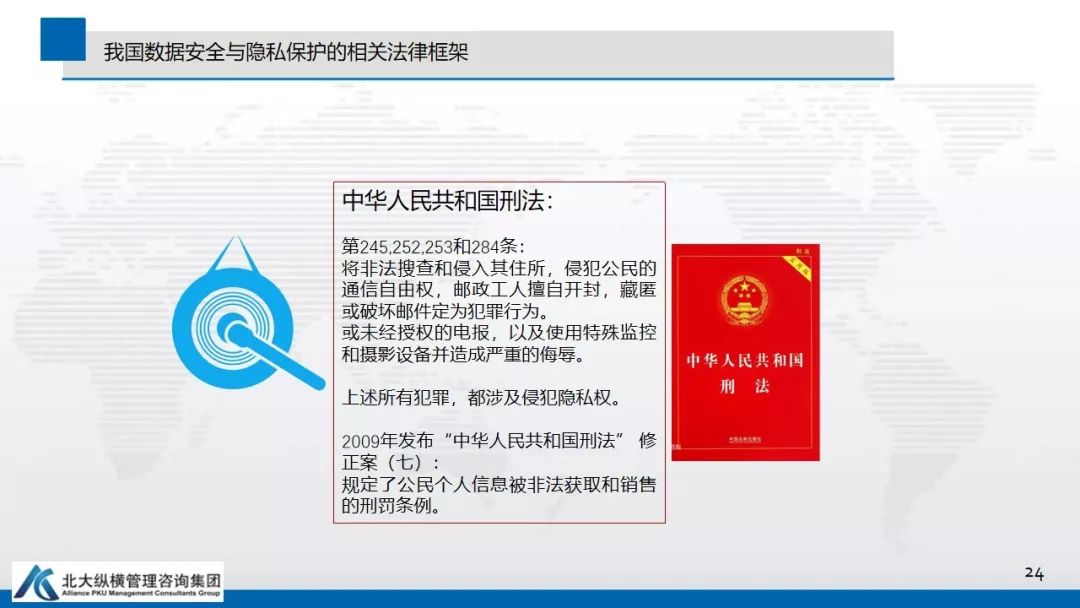 我国数据安全与隐私保护的相关法律框架
中华人民共和国刑法：
第245,252,253和284条：
将非法搜查和侵入其住所，侵犯公民的
通信自由权，邮政工人擅自开封，藏匿
或破坏邮件定为犯罪行为。
或未经授权的电报，以及使用特殊监控
和摄影设备并造成严重的侮辱。
上述所有犯罪，都涉及侵犯隐私权。
2009年发布“中华人民共和国刑法” 修
正案（七）：
规定了公民个人信息被非法获取和销售
的刑罚条例。
中华人民共和国
刑 法
中国法制出版社
北大纵横管理咨询集团
Alliance PKU Management Consultants Group
24